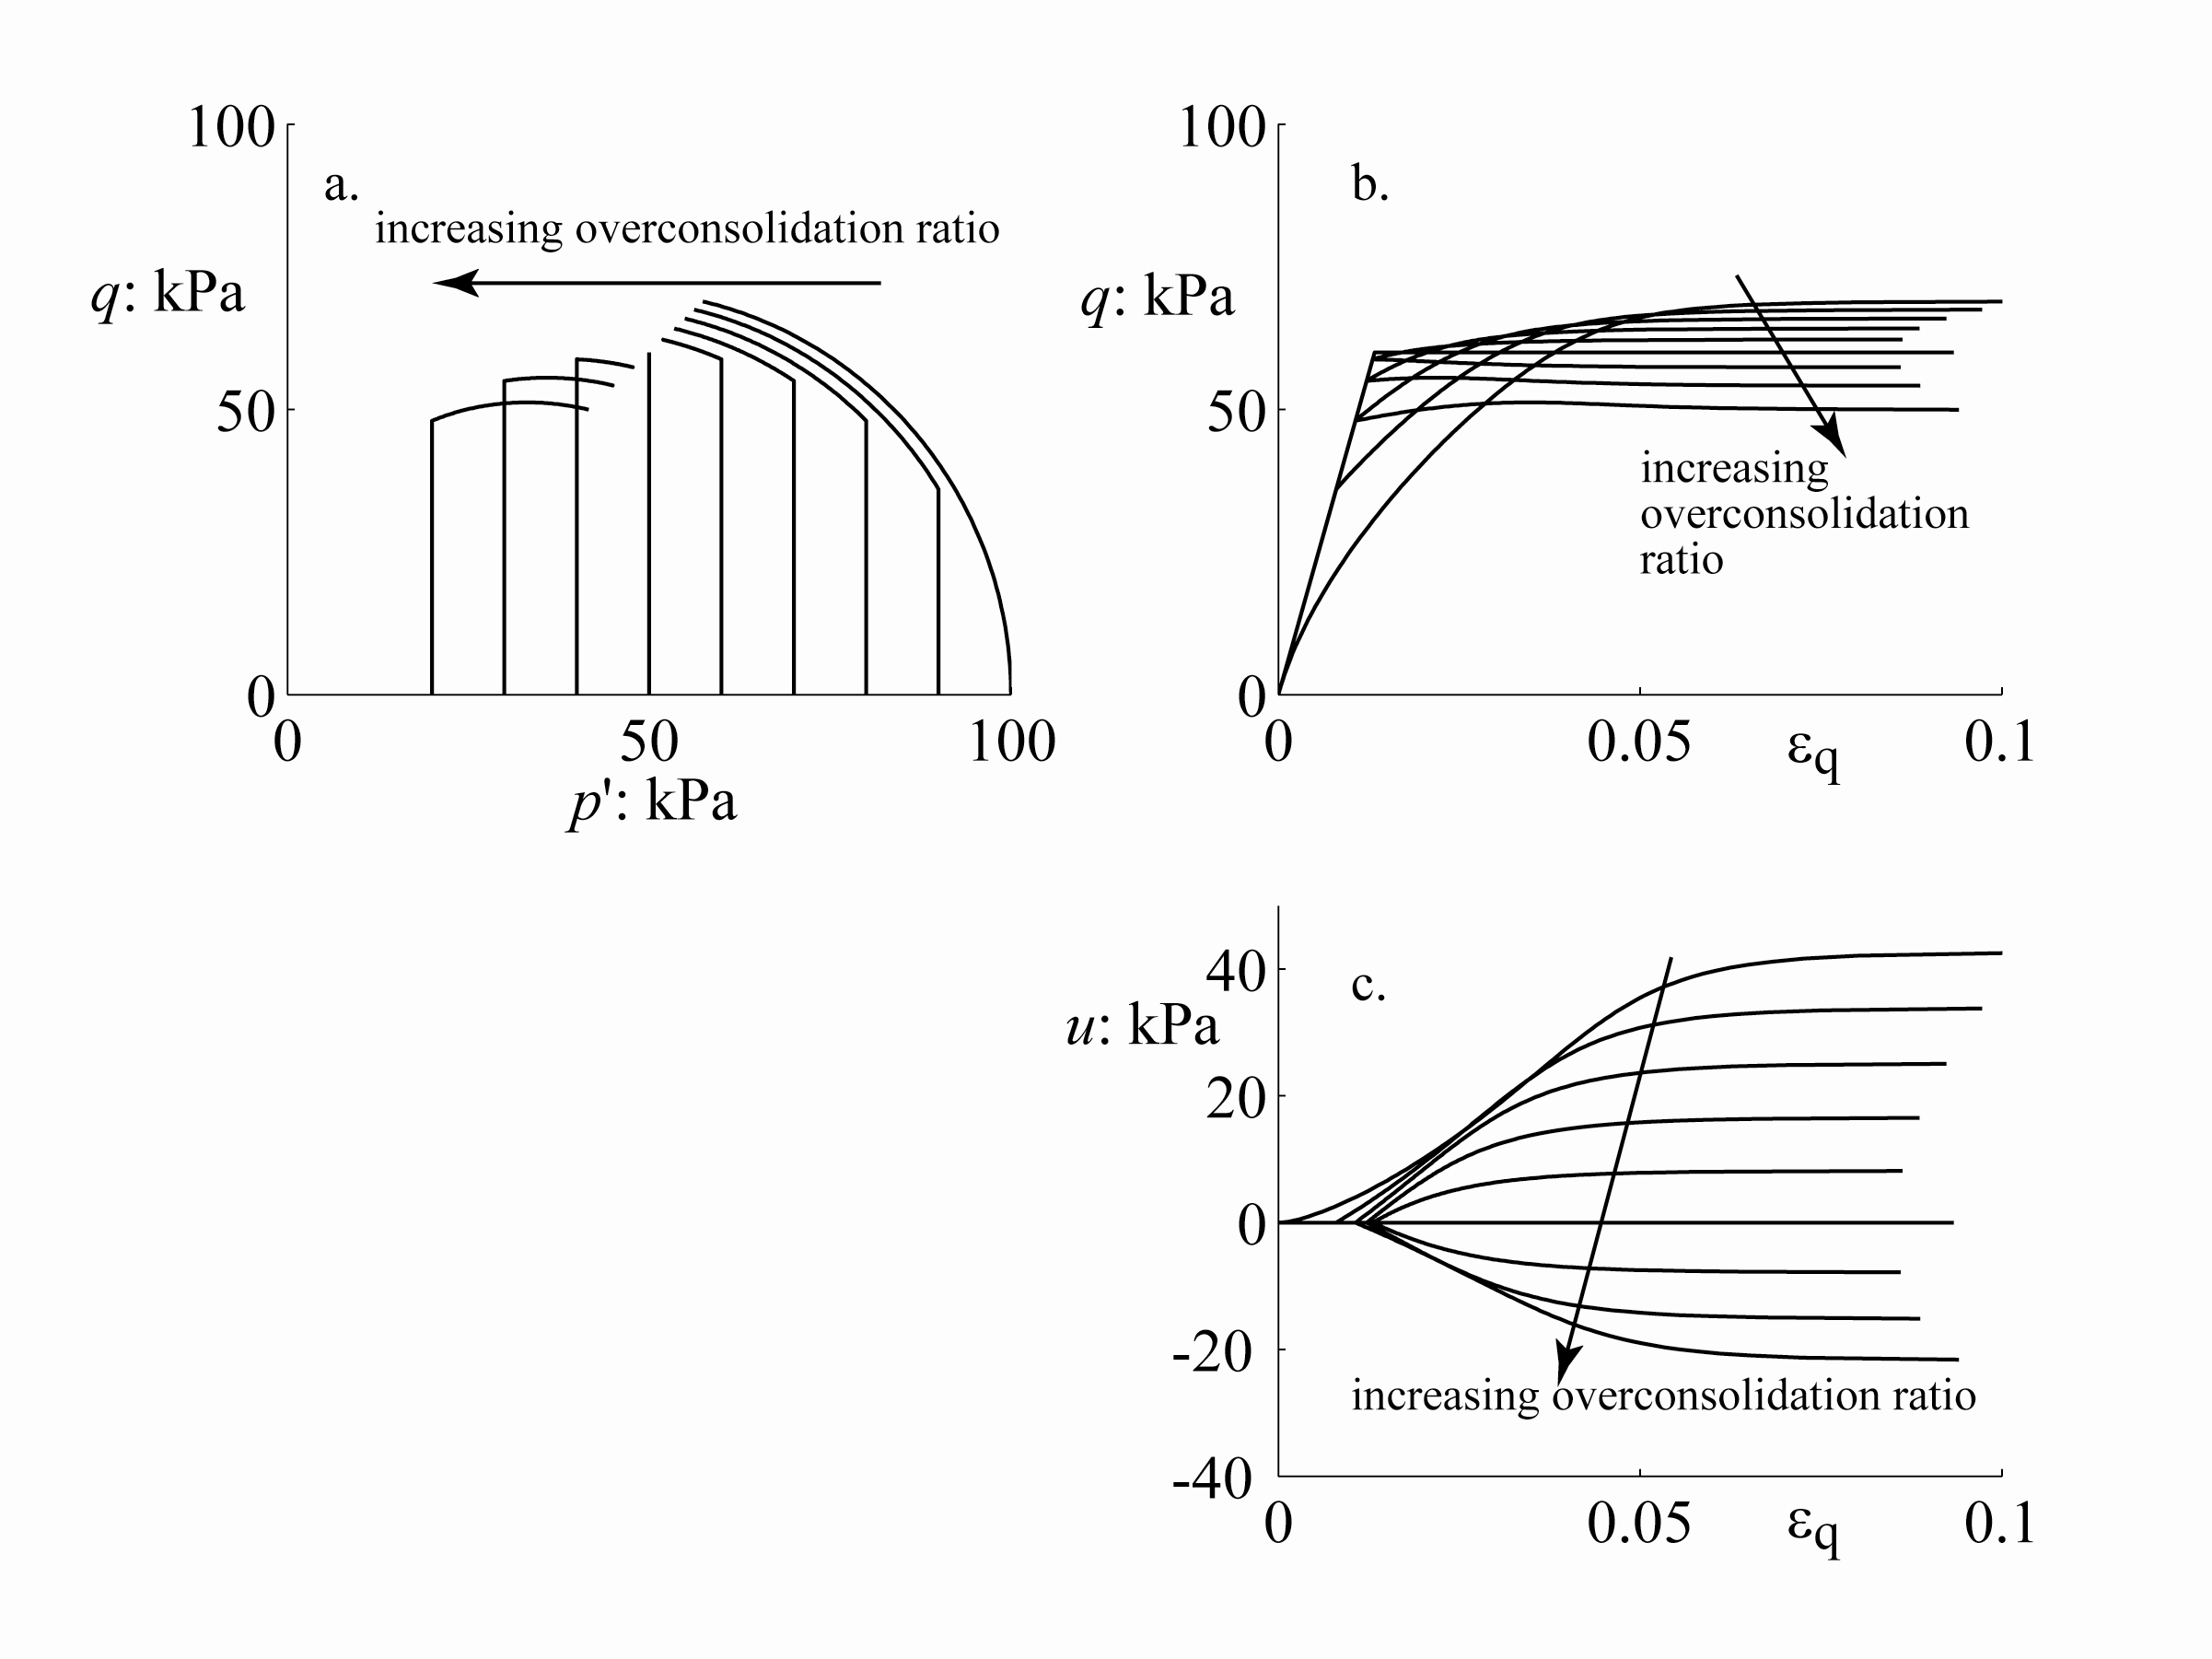 100
a.
increasing overconsolidation ratio
q: kPa
50
0
0 50 100
p': kPa
100
b.
q: kPa
50
increasing
overconsolidation
ratio
0
0 0.05 εq 0.1
40
c.
u: kPa
20
0
-20
increasing overconsolidation ratio
-40
0 0.05 εq 0.1